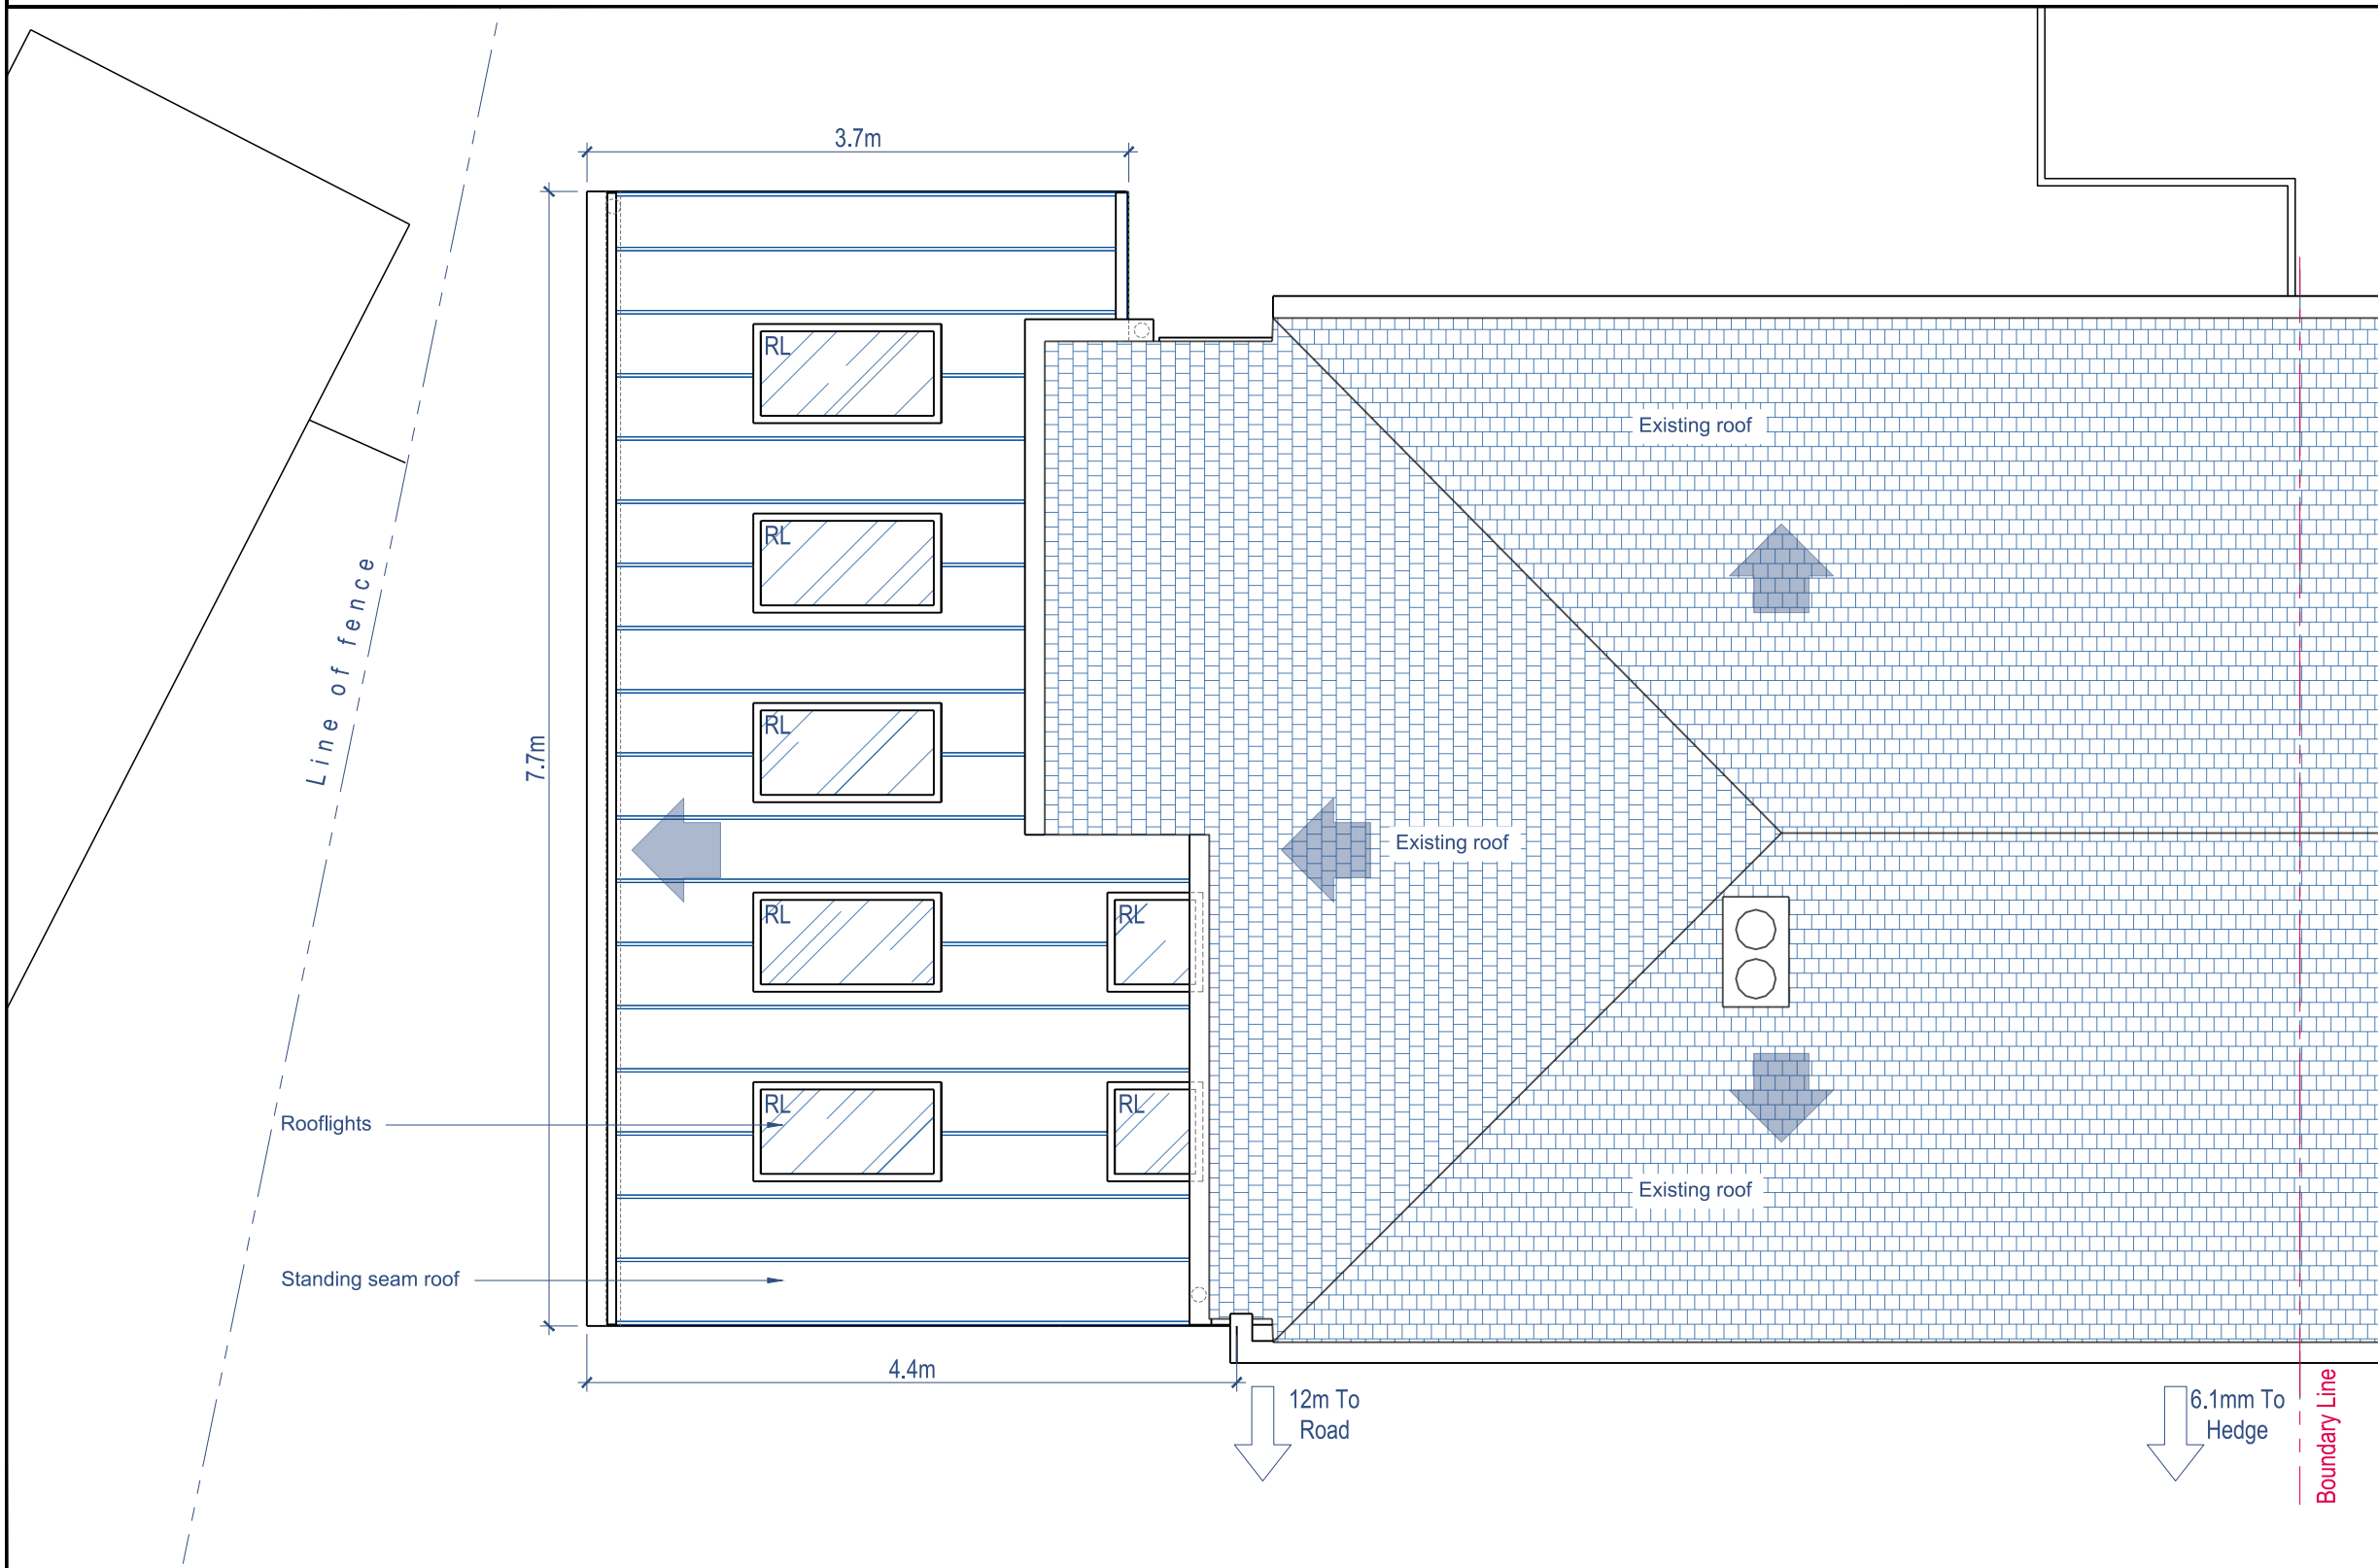 3.7m
Existing roof
RL
RL
Line of fence
RL
7.7m
Existing roof
RL
RL
RL
RL
Rooflights
Existing roof
Standing seam roof
4.4m
12m To
Road
6.1mm To
Hedge
Boundary Line